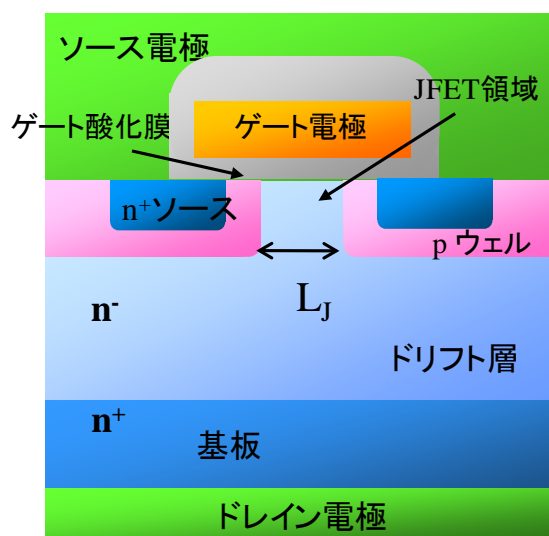 ソース電極
JFET領域
ゲート酸化膜
ゲート電極
n⁺ソース
p ウェル
L_J
n⁻
ドリフト層
n⁺
基板
ドレイン電極